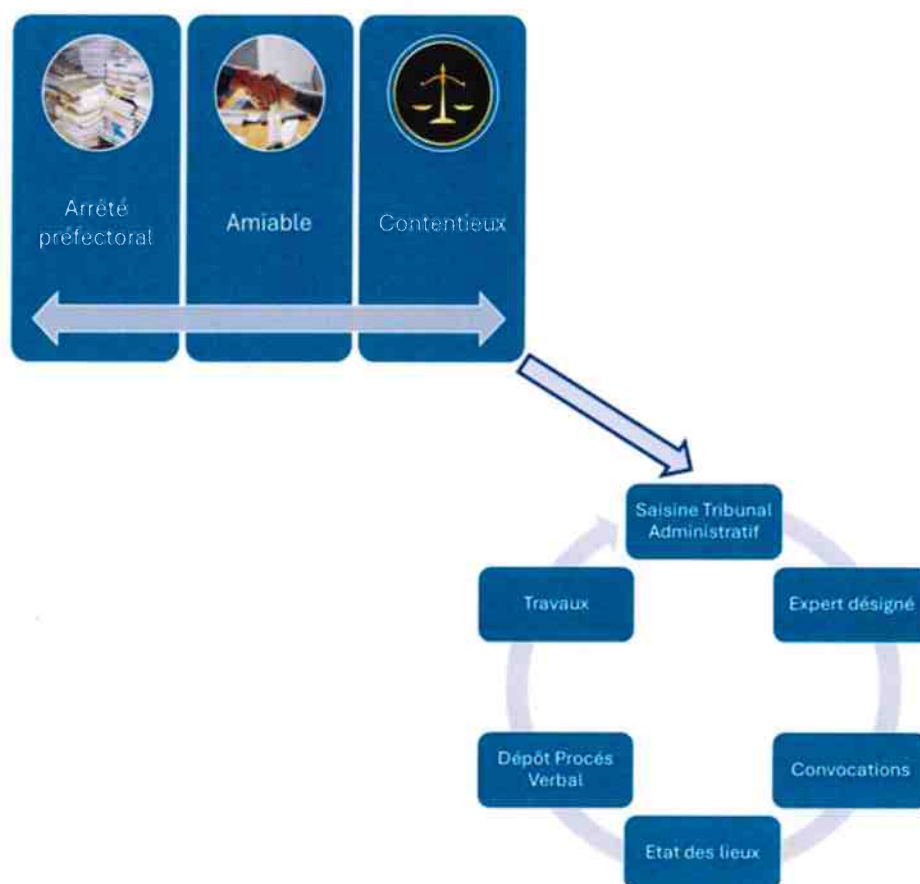 Arrêté
préfectoral
Amiable
Contentieux
Saisine Tribunal
Administratif
Expert désigné
Convocations
Etat des lieux
Dépôt Procés
Verbal
Travaux